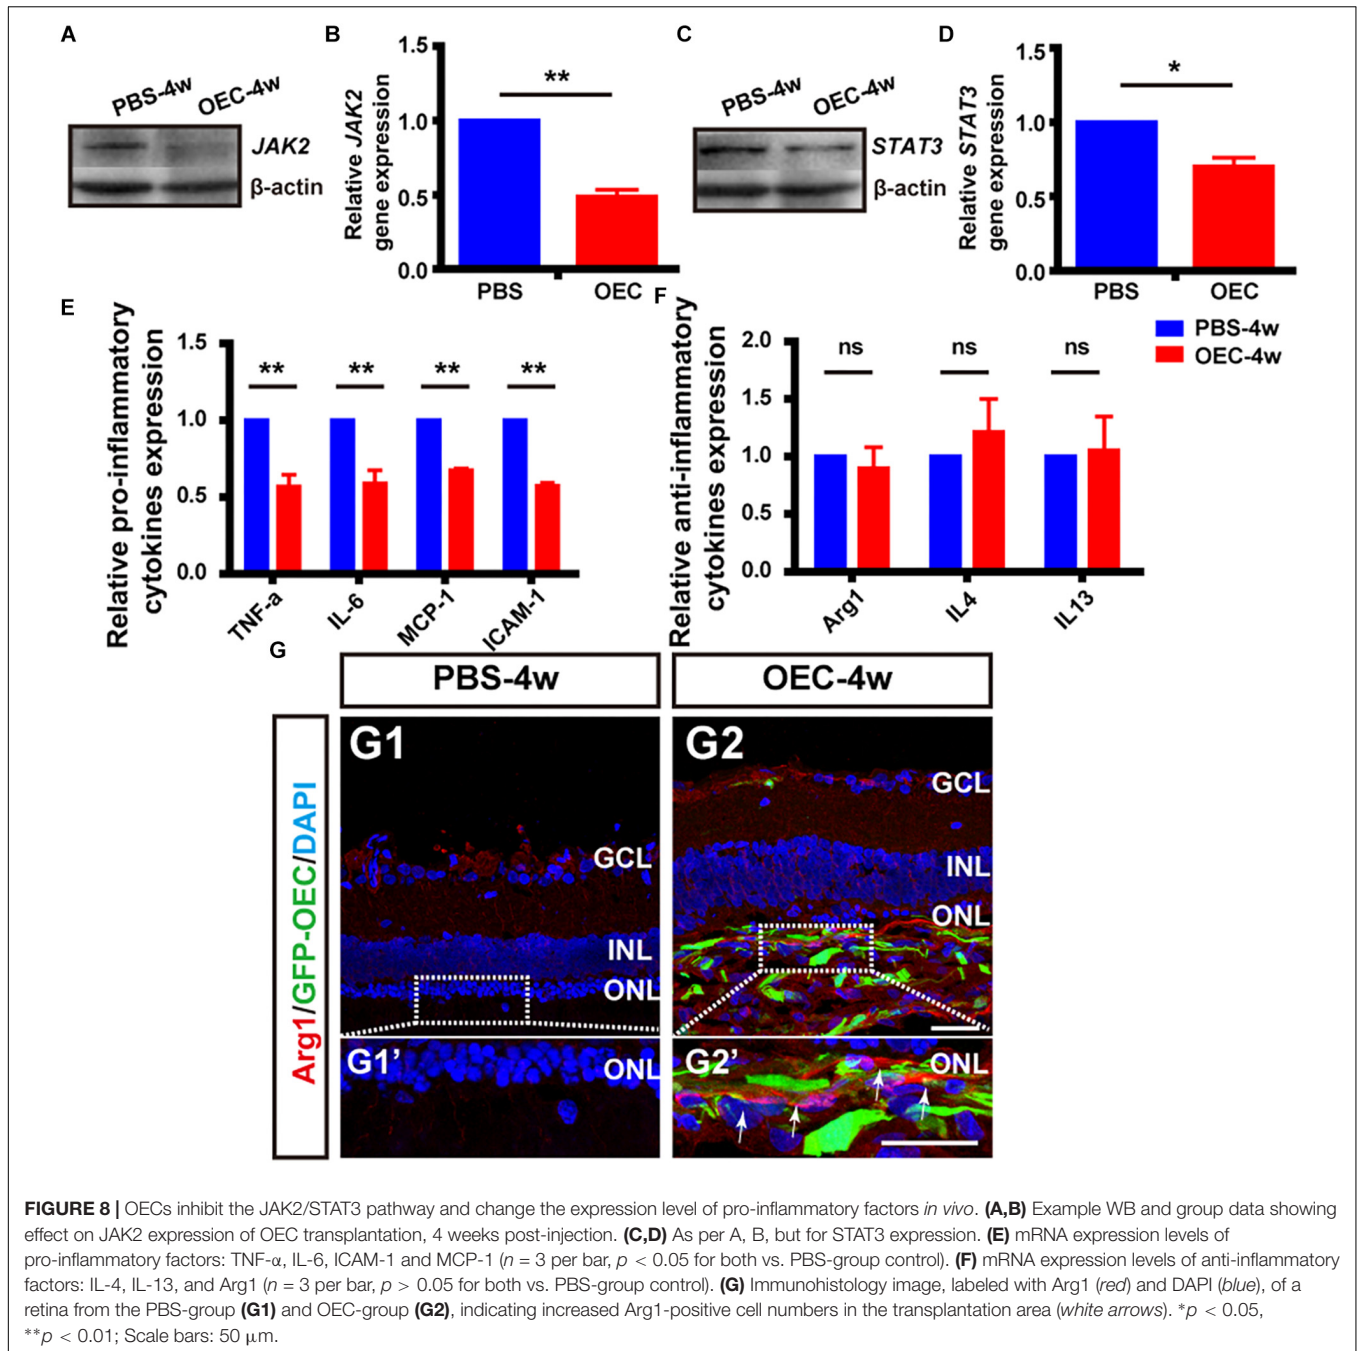 A
PBS-4w
OEC-4w
JAK2
β-actin
B
Relative JAK2
gene expression
1.5
1.0
0.5
0.0
**
PBS
OEC
C
PBS-4w
OEC-4w
STAT3
β-actin
D
Relative STAT3
gene expression
1.5
1.0
0.5
0.0
*
PBS
OEC
E
Relative pro-inflammatory
cytokines expression
1.5
1.0
0.5
0.0
**
**
**
**
TNF-a
IL-6
MCP-1
ICAM-1
F
Relative anti-inflammatory
cytokines expression
2.0
1.5
1.0
0.5
0.0
ns
ns
ns
Arg1
IL4
IL13
PBS-4w
OEC-4w
G
PBS-4w
OEC-4w
Arg1/GFP-OEC/DAPI
G1
GCL
INL
ONL
G2
GCL
INL
ONL
G1’
ONL
G2’
ONL
FIGURE 8 | OECs inhibit the JAK2/STAT3 pathway and change the expression level of pro-inflammatory factors in vivo. (A,B) Example WB and group data showing
effect on JAK2 expression of OEC transplantation, 4 weeks post-injection. (C,D) As per A, B, but for STAT3 expression. (E) mRNA expression levels of
pro-inflammatory factors: TNF-α, IL-6, ICAM-1 and MCP-1 (n = 3 per bar, p < 0.05 for both vs. PBS-group control). (F) mRNA expression levels of anti-inflammatory
factors: IL-4, IL-13, and Arg1 (n = 3 per bar, p > 0.05 for both vs. PBS-group control). (G) Immunohistology image, labeled with Arg1 (red) and DAPI (blue), of a
retina from the PBS-group (G1) and OEC-group (G2), indicating increased Arg1-positive cell numbers in the transplantation area (white arrows). *p < 0.05,
**p < 0.01; Scale bars: 50 μm.